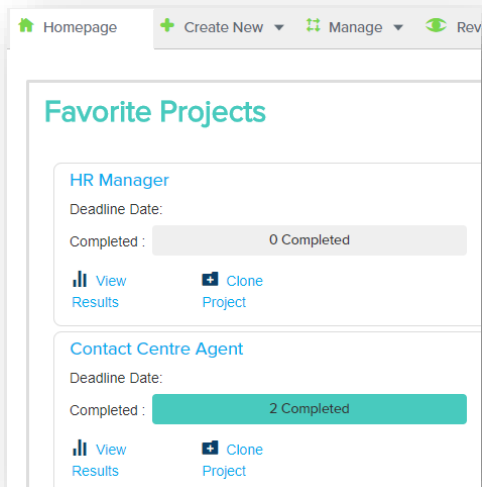 Homepage Create New Manage Rev
Favorite Projects
HR Manager
Deadline Date:
Completed : 0 Completed
View Clone
Results Project
Contact Centre Agent
Deadline Date:
Completed : 2 Completed
View Clone
Results Project